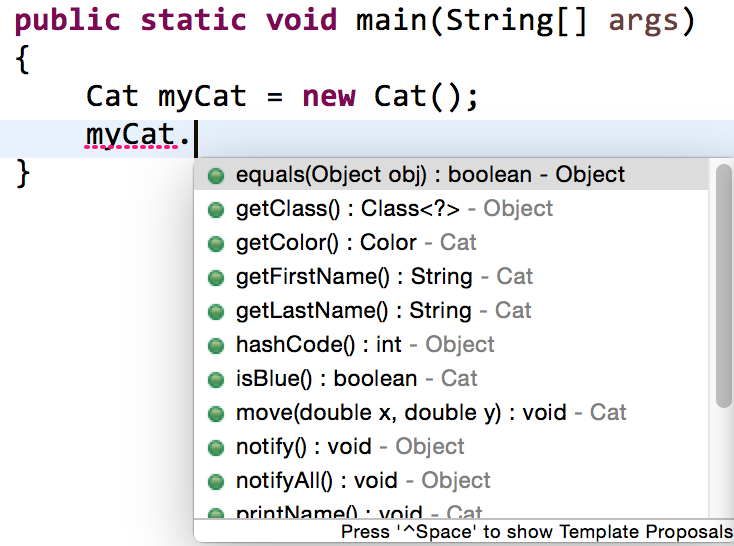 public static void main(String[] args)
{
Cat myCat = new Cat();
myCat.
}
equals(Object obj) : boolean - Object
getClass() : Class<?> - Object
getColor() : Color - Cat
getFirstName() : String - Cat
getLastName() : String - Cat
hashCode() : int - Object
isBlue() : boolean - Cat
move(double x, double y) : void - Cat
notify() : void - Object
notifyAll() : void - Object
printName() : void - Cat
Press '^Space' to show Template Proposals